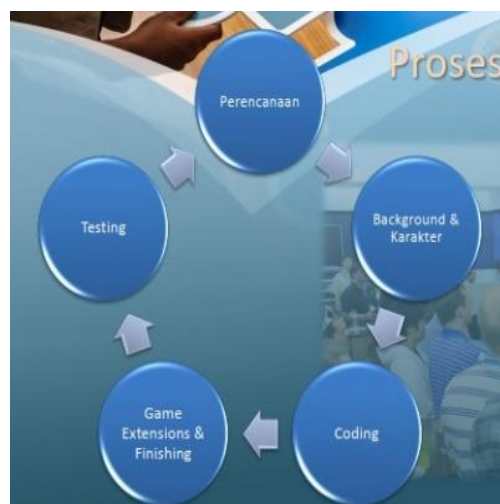 Proses
Perencanaan
Background &
Karakter
Coding
Game
Extensions &
Finishing
Testing